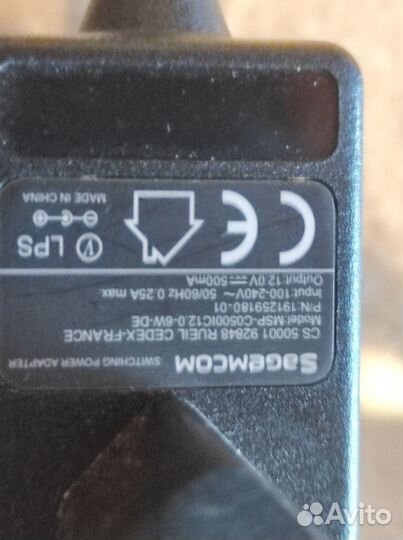 SAGEMCOM
SWITCHING POWER ADAPTER
CS 50001 92848 RUEIL CEDEX-FRANCE
Model:MSP-C0500IC12.0-6W-DE
P/N:191259180-01
Input:100-240V~ 50/60Hz 0.25A max.
Output:12.0V⎓500mA
CE
V LPS
MADE IN CHINA
Avito